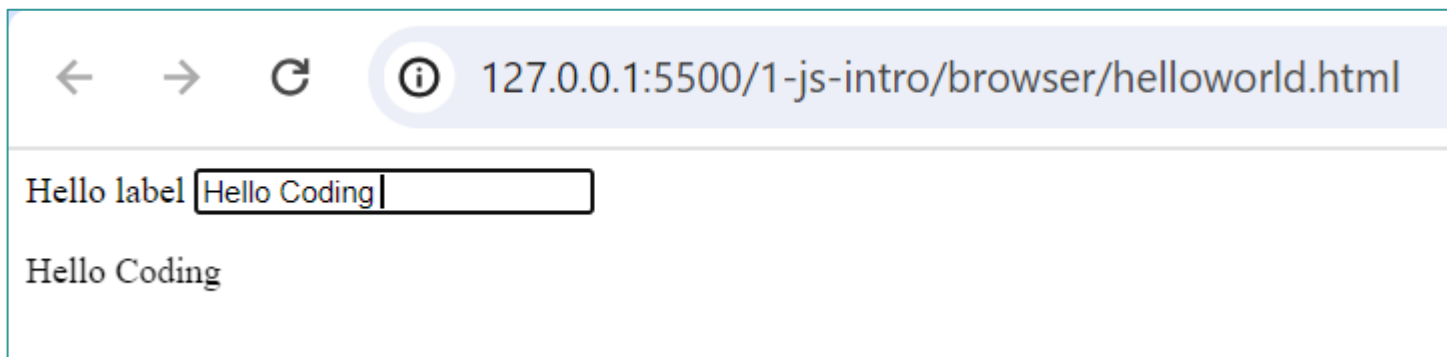 127.0.0.1:5500/1-js-intro/browser/helloworld.html
Hello label Hello Coding
Hello Coding